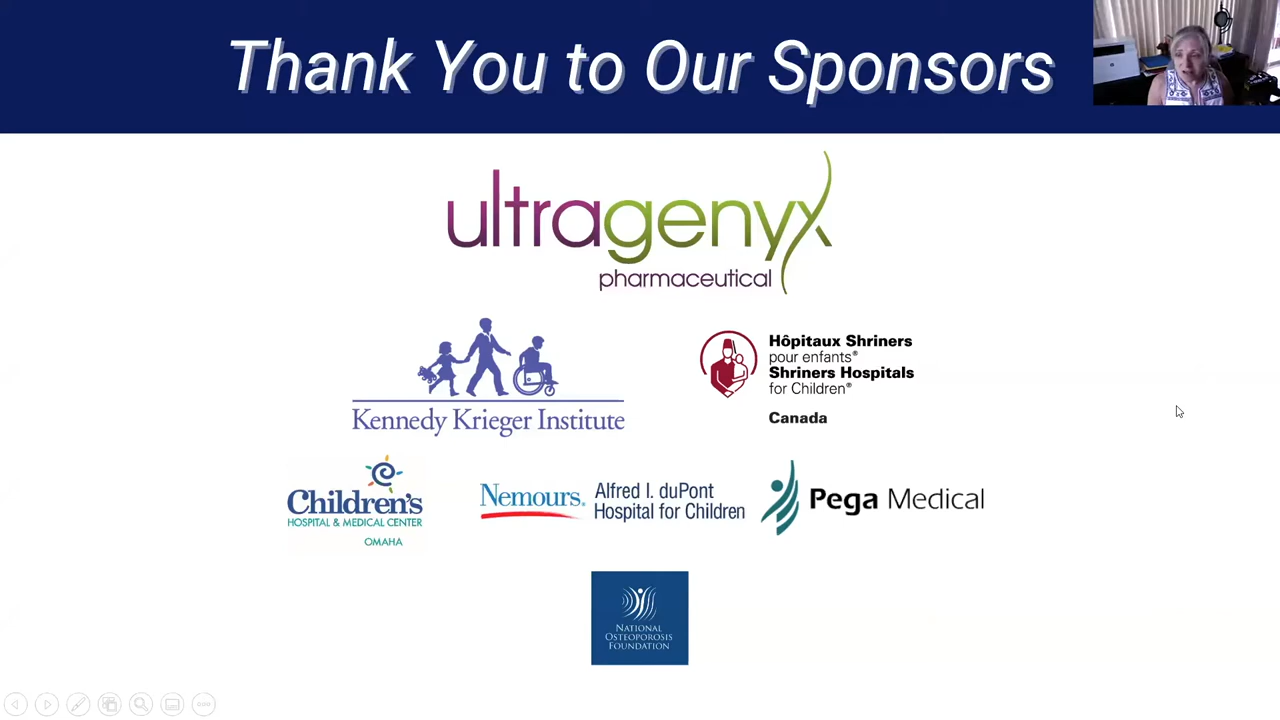 Thank You to Our Sponsors
ultragenyx
pharmaceutical
Kennedy Krieger Institute
Hôpitaux Shriners
pour enfants®
Shriners Hospitals
for Children®
Canada
Children's
HOSPITAL & MEDICAL CENTER
OMAHA
Nemours. Alfred I. duPont
Hospital for Children
Pega Medical
NATIONAL
OSTEOPOROSIS
FOUNDATION